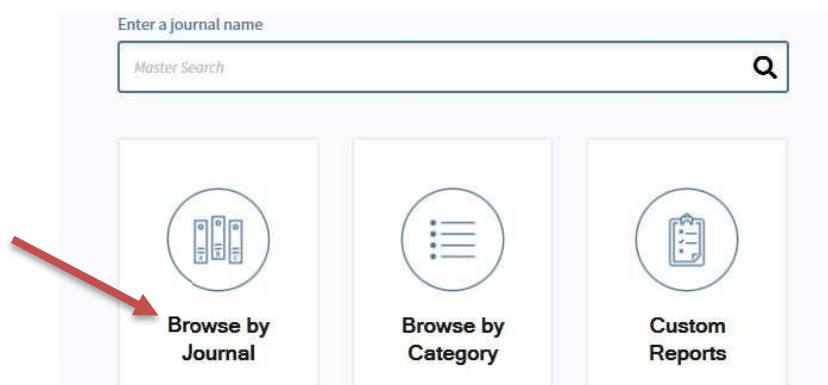 Enter a journal name
Master Search
Browse by Journal
Browse by Category
Custom Reports